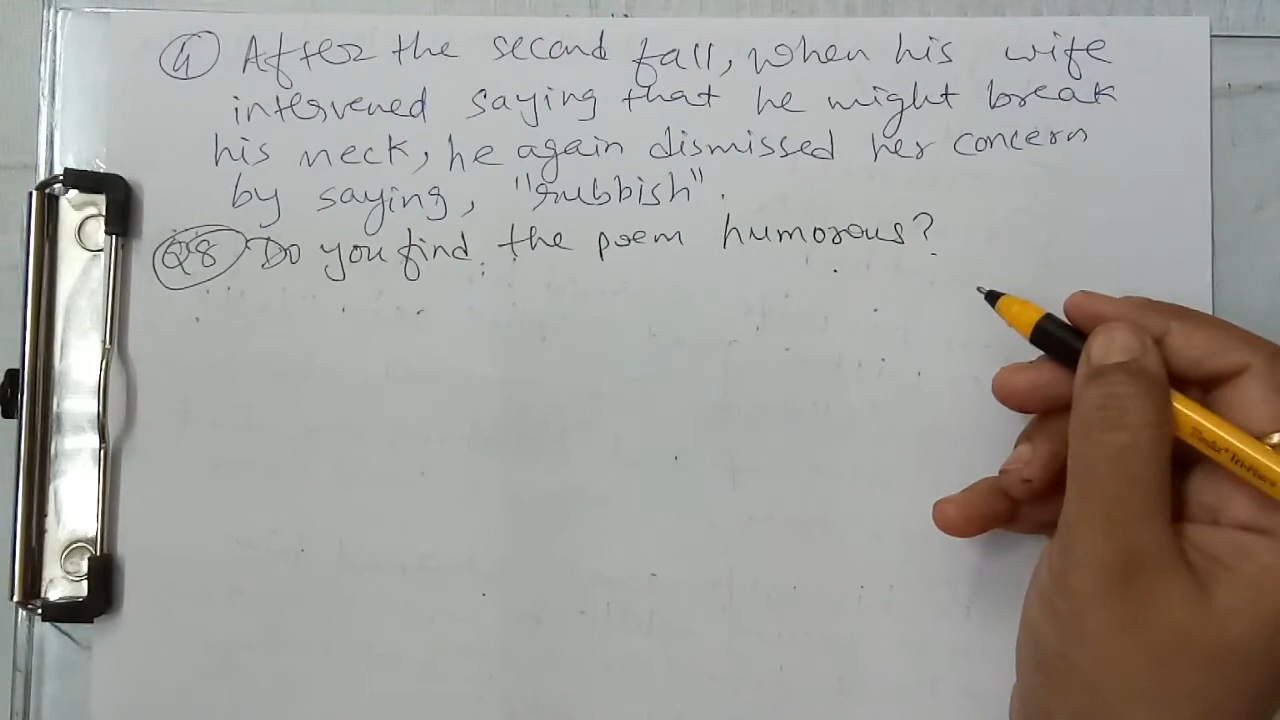 ④ After the second fall, when his wife
intervened saying that he might break
his neck, he again dismissed her concern
by saying, "rubbish".
Q8 Do you find the poem humorous?